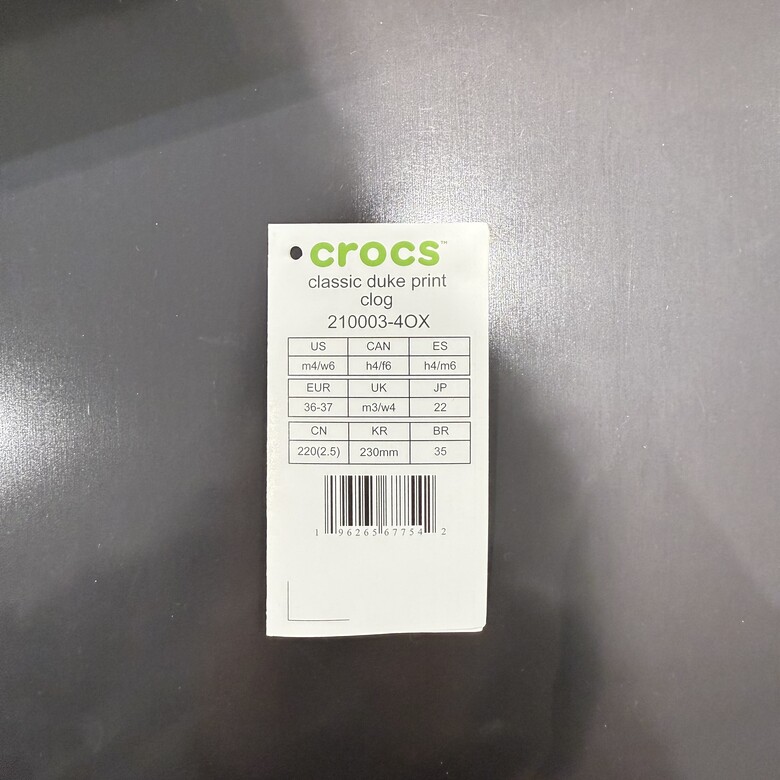 crocs™
classic duke print
clog
210003-4OX
US CAN ES
m4/w6 h4/f6 h4/m6
EUR UK JP
36-37 m3/w4 22
CN KR BR
220(2.5) 230mm 35
1 96265 67754 2